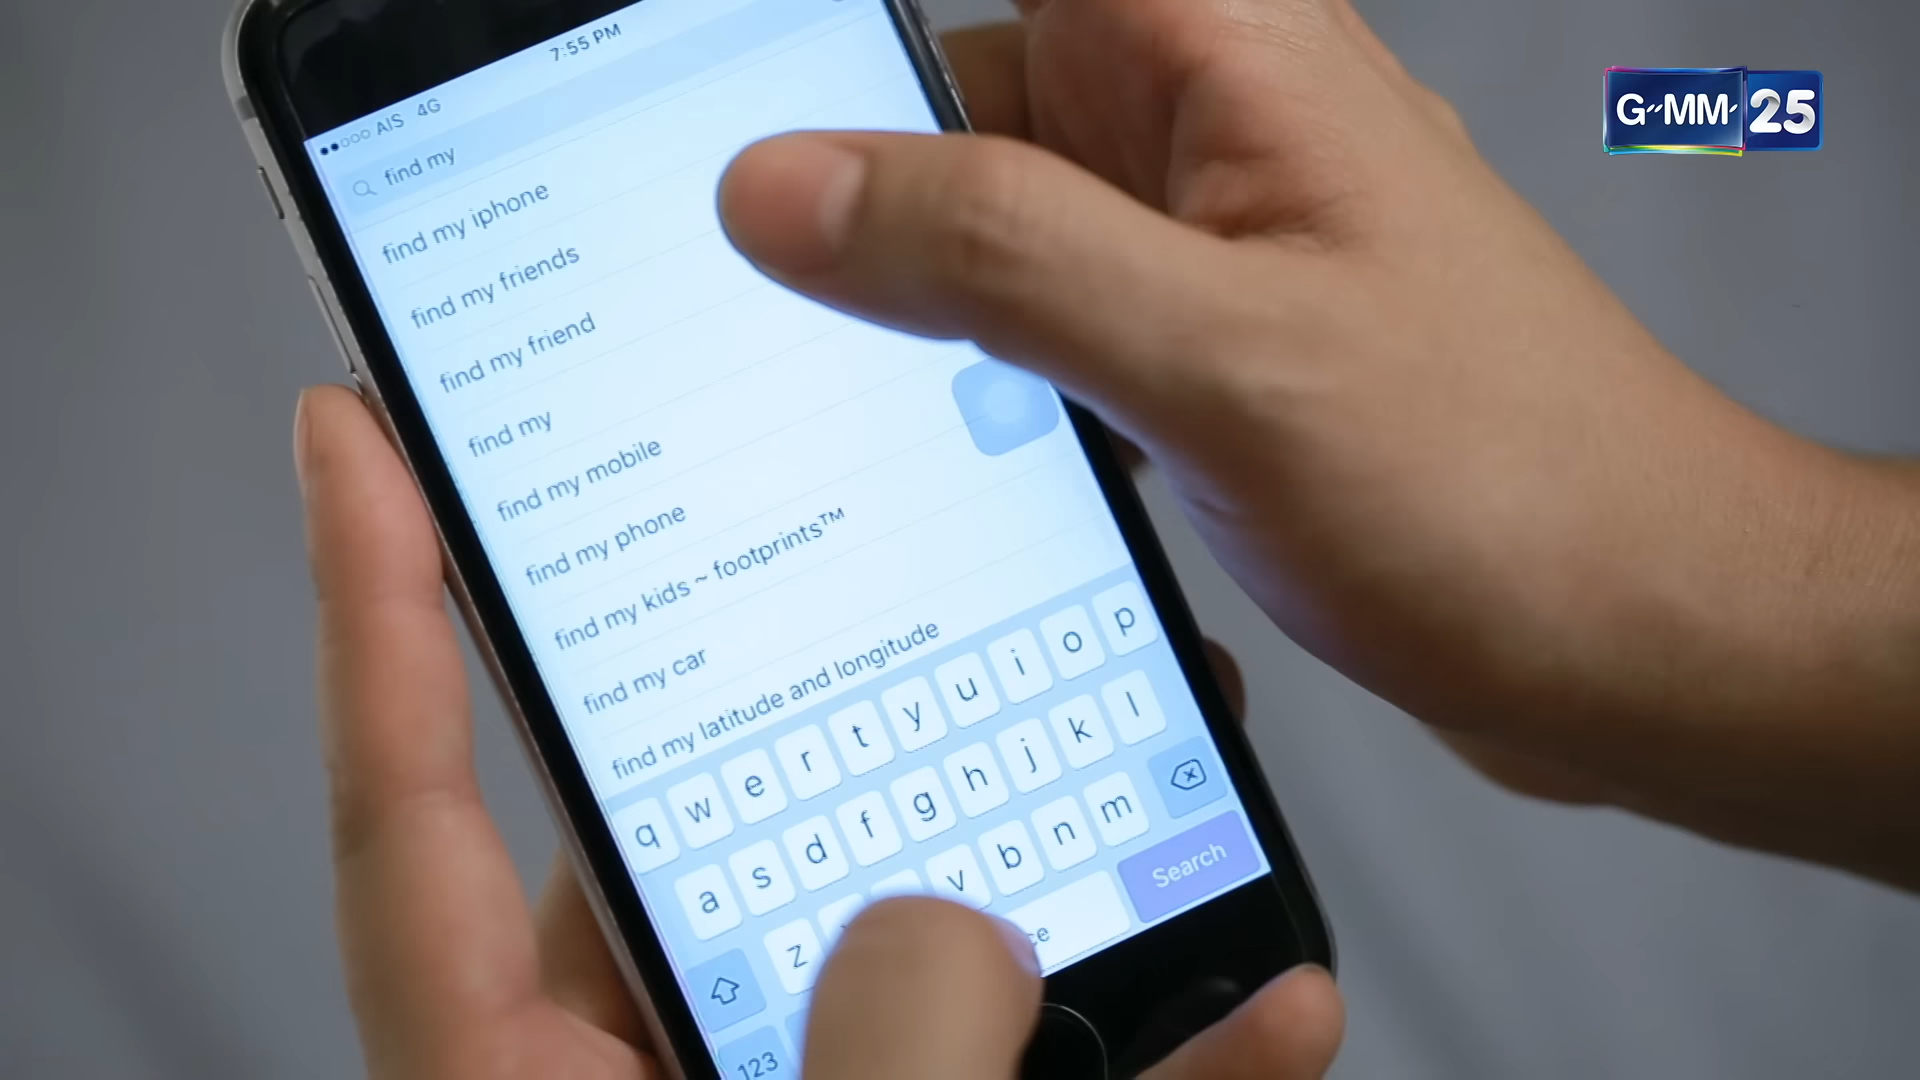 7:55 PM
AIS 4G
find my
find my iphone
find my friends
find my friend
find my
find my mobile
find my phone
find my kids ~ footprints™
find my car
find my latitude and longitude
q w e r t y u i o p
a s d f g h j k l
z v b n m
123 Search
GMM 25